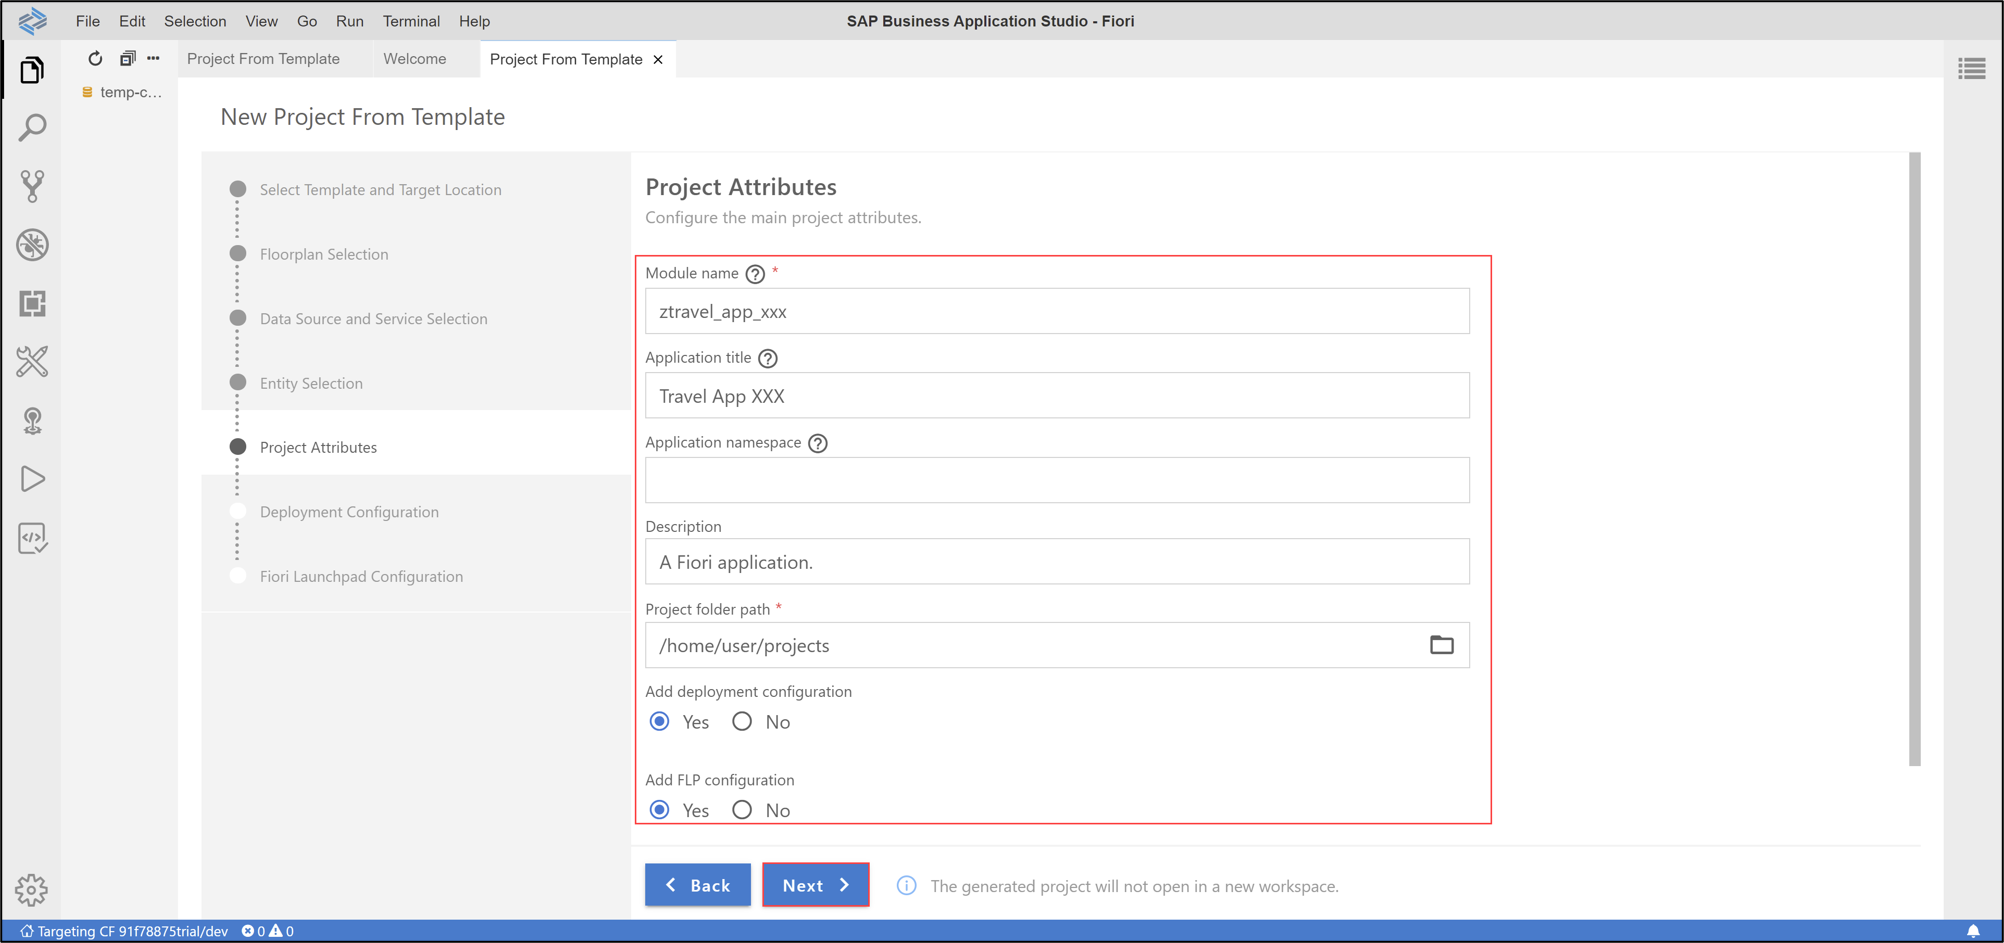 File Edit Selection View Go Run Terminal Help
SAP Business Application Studio - Fiori
Project From Template
Welcome
Project From Template
temp-c...
New Project From Template
Select Template and Target Location
Floorplan Selection
Data Source and Service Selection
Entity Selection
Project Attributes
Deployment Configuration
Fiori Launchpad Configuration
Project Attributes
Configure the main project attributes.
Module name *
ztravel_app_xxx
Application title
Travel App XXX
Application namespace
Description
A Fiori application.
Project folder path *
/home/user/projects
Add deployment configuration
Yes No
Add FLP configuration
Yes No
Back
Next
The generated project will not open in a new workspace.
Targeting CF 91f78875trial/dev 0 0